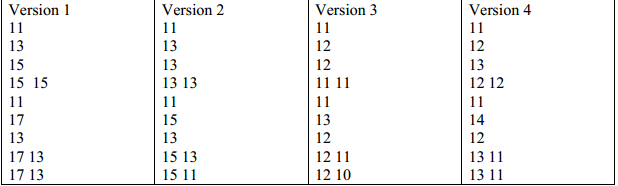 Version 1 Version 2 Version 3 Version 4
11 11 11 11
13 13 12 12
15 13 12 13
15 15 13 13 11 11 12 12
11 11 11 11
17 15 13 14
13 13 12 12
17 13 15 13 12 11 13 11
17 13 15 11 12 10 13 11